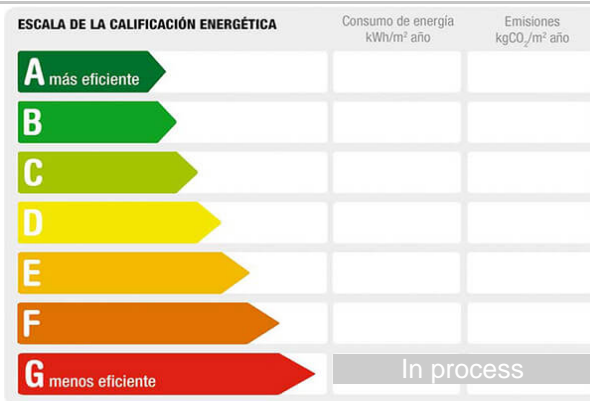 ESCALA DE LA CALIFICACIÓN ENERGÉTICA
Consumo de energía
kWh/m² año
Emisiones
kgCO₂/m² año
A más eficiente
B
C
D
E
F
G menos eficiente
In process